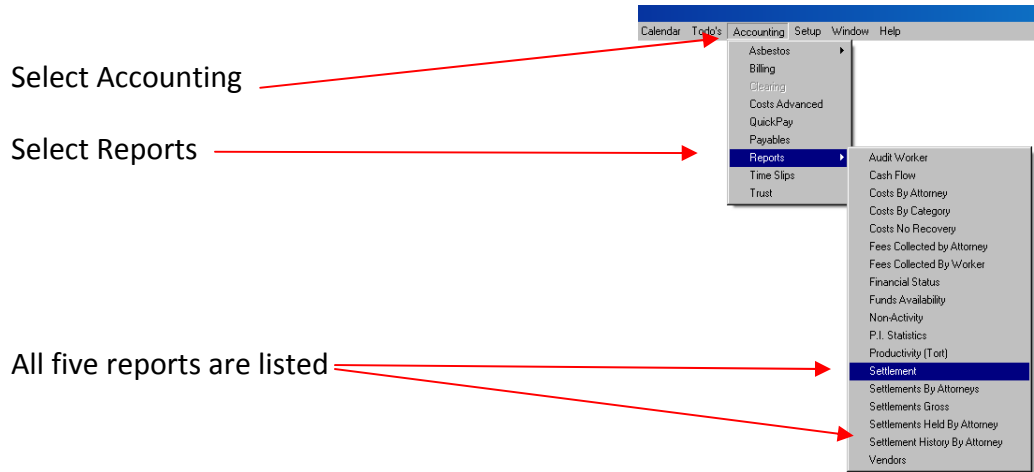 Calendar Todo's Accounting Setup Window Help
Select Accounting
Select Reports
All five reports are listed
Asbestos
Billing
Clearing
Costs Advanced
QuickPay
Payables
Reports
Time Slips
Trust
Audit Worker
Cash Flow
Costs By Attorney
Costs By Category
Costs No Recovery
Fees Collected by Attorney
Fees Collected By Worker
Financial Status
Funds Availability
Non-Activity
P.I. Statistics
Productivity (Tort)
Settlement
Settlements By Attorneys
Settlements Gross
Settlements Held By Attorney
Settlement History By Attorney
Vendors